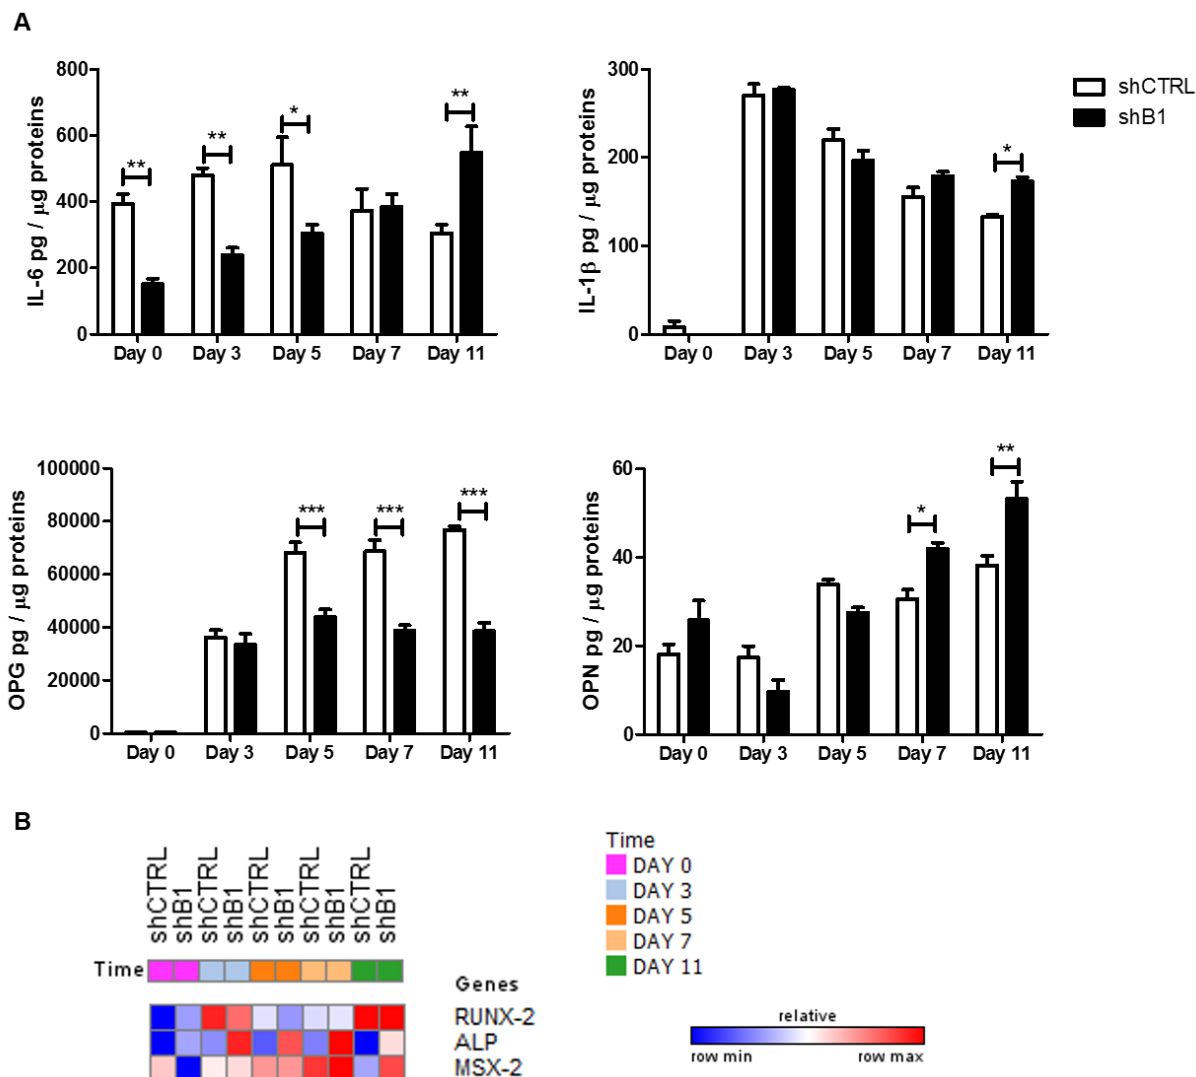 A
800
600
400
200
0
IL-6 pg / µg proteins
**
**
*
**
Day 0 Day 3 Day 5 Day 7 Day 11
300
200
100
0
IL-1β pg / µg proteins
*
Day 0 Day 3 Day 5 Day 7 Day 11
shCTRL
shB1
100000
80000
60000
40000
20000
0
OPG pg / µg proteins
***
***
***
Day 0 Day 3 Day 5 Day 7 Day 11
60
40
20
0
OPN pg / µg proteins
*
**
Day 0 Day 3 Day 5 Day 7 Day 11
B
shCTRL
shB1
shCTRL
shB1
shCTRL
shB1
shCTRL
shB1
shCTRL
shB1
Time
Genes
RUNX-2
ALP
MSX-2
Time
DAY 0
DAY 3
DAY 5
DAY 7
DAY 11
relative
row min row max